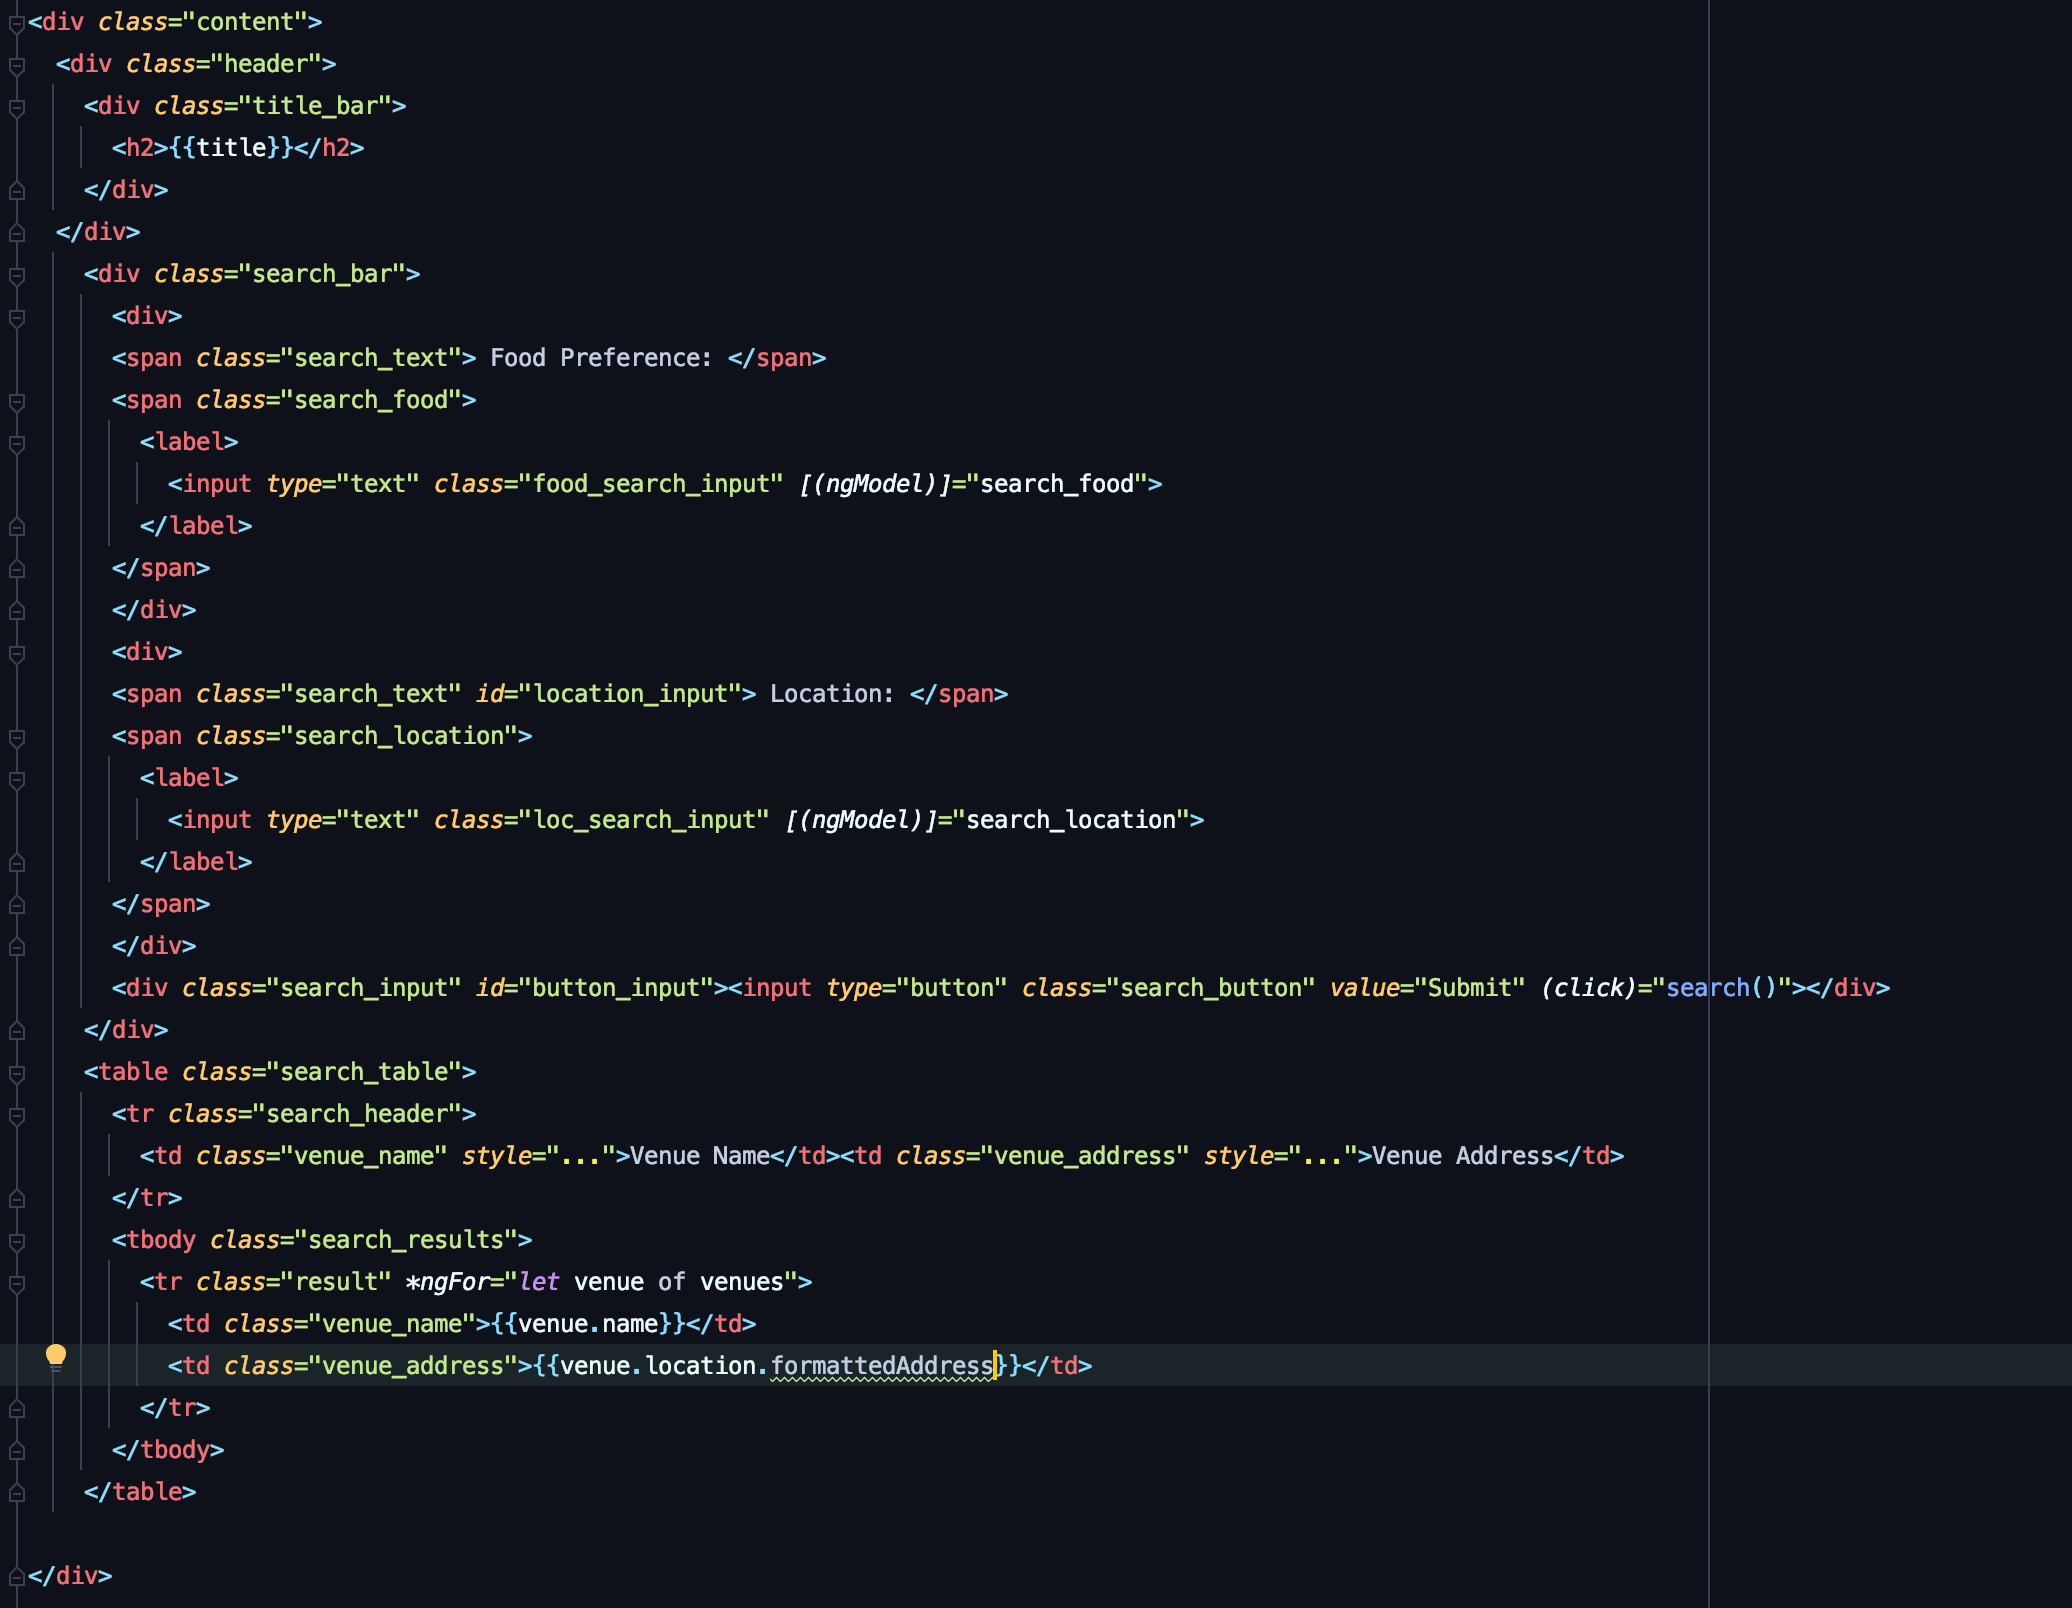 <div class="content">
  <div class="header">
    <div class="title_bar">
      <h2>{{title}}</h2>
    </div>
  </div>
    <div class="search_bar">
      <div>
      <span class="search_text"> Food Preference: </span>
      <span class="search_food">
        <label>
          <input type="text" class="food_search_input" [(ngModel)]="search_food">
        </label>
      </span>
      </div>
      <div>
      <span class="search_text" id="location_input"> Location: </span>
      <span class="search_location">
        <label>
          <input type="text" class="loc_search_input" [(ngModel)]="search_location">
        </label>
      </span>
      </div>
      <div class="search_input" id="button_input"><input type="button" class="search_button" value="Submit" (click)="search()"></div>
    </div>
    <table class="search_table">
      <tr class="search_header">
        <td class="venue_name" style="...">Venue Name</td><td class="venue_address" style="...">Venue Address</td>
      </tr>
      <tbody class="search_results">
        <tr class="result" *ngFor="let venue of venues">
          <td class="venue_name">{{venue.name}}</td>
          <td class="venue_address">{{venue.location.formattedAddress}}</td>
        </tr>
      </tbody>
    </table>

</div>